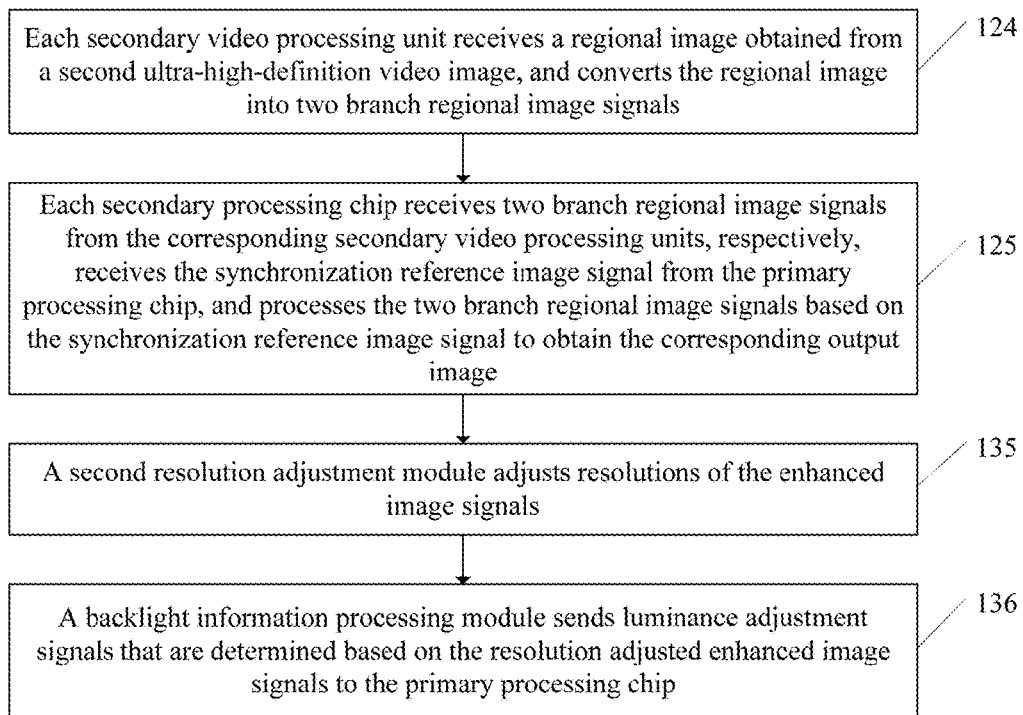 Each secondary video processing unit receives a regional image obtained from
a second ultra-high-definition video image, and converts the regional image
into two branch regional image signals
124
Each secondary processing chip receives two branch regional image signals
from the corresponding secondary video processing units, respectively,
receives the synchronization reference image signal from the primary
processing chip, and processes the two branch regional image signals based on
the synchronization reference image signal to obtain the corresponding output
image
125
A second resolution adjustment module adjusts resolutions of the enhanced
image signals
135
A backlight information processing module sends luminance adjustment
signals that are determined based on the resolution adjusted enhanced image
signals to the primary processing chip
136